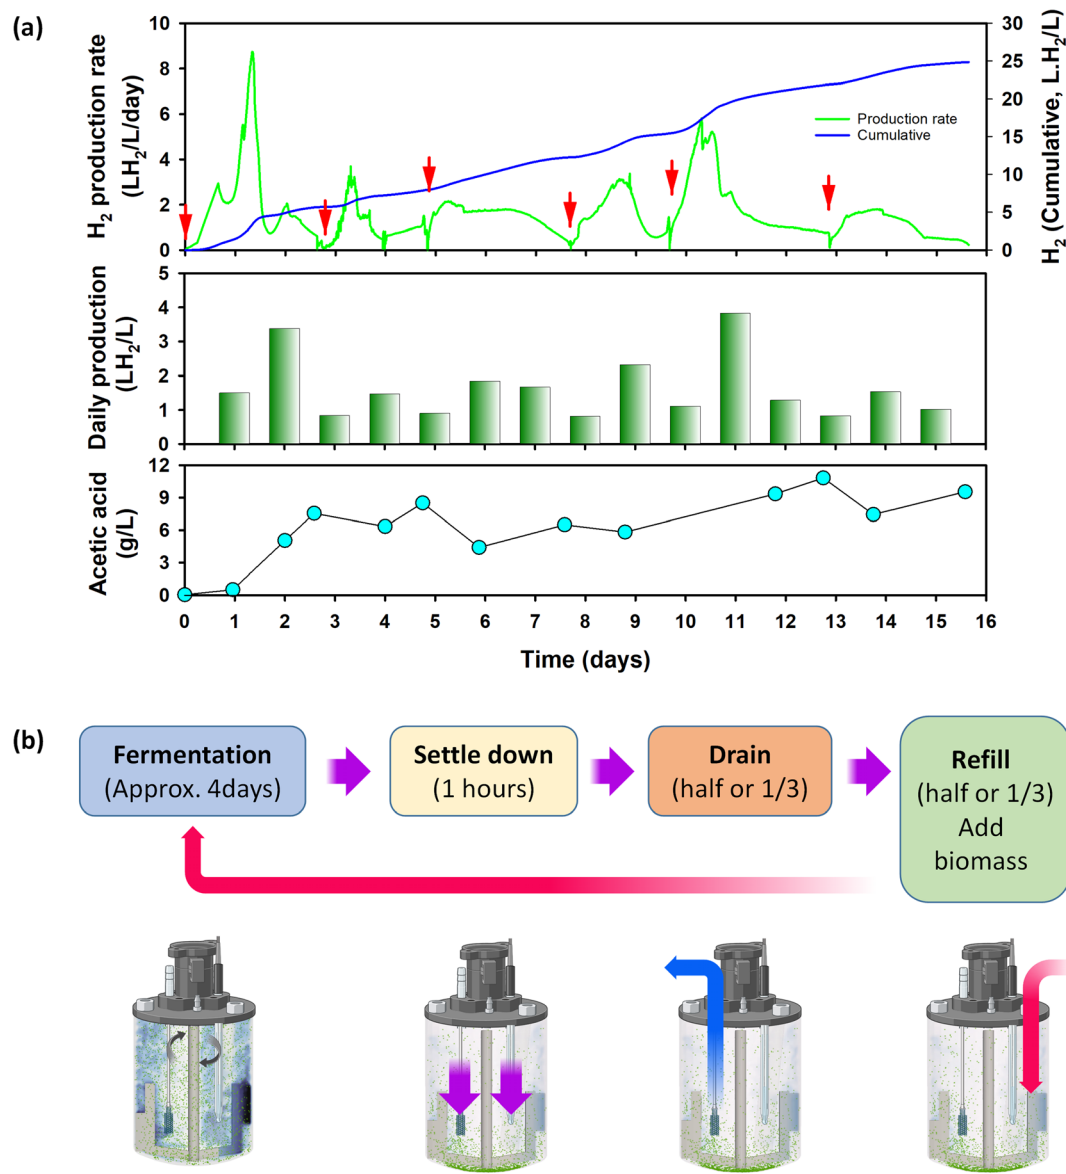 (a)
H2 production rate
(LH2/L/day)
10
8
6
4
2
0
30
25
20
15
10
5
0
H2 (Cumulative, L.H2/L)
Production rate
Cumulative
Daily production
(LH2/L)
5
4
3
2
1
0
Acetic acid
(g/L)
12
9
6
3
0
0 1 2 3 4 5 6 7 8 9 10 11 12 13 14 15 16
Time (days)
(b)
Fermentation
(Approx. 4days)
Settle down
(1 hours)
Drain
(half or 1/3)
Refill
(half or 1/3)
Add
biomass